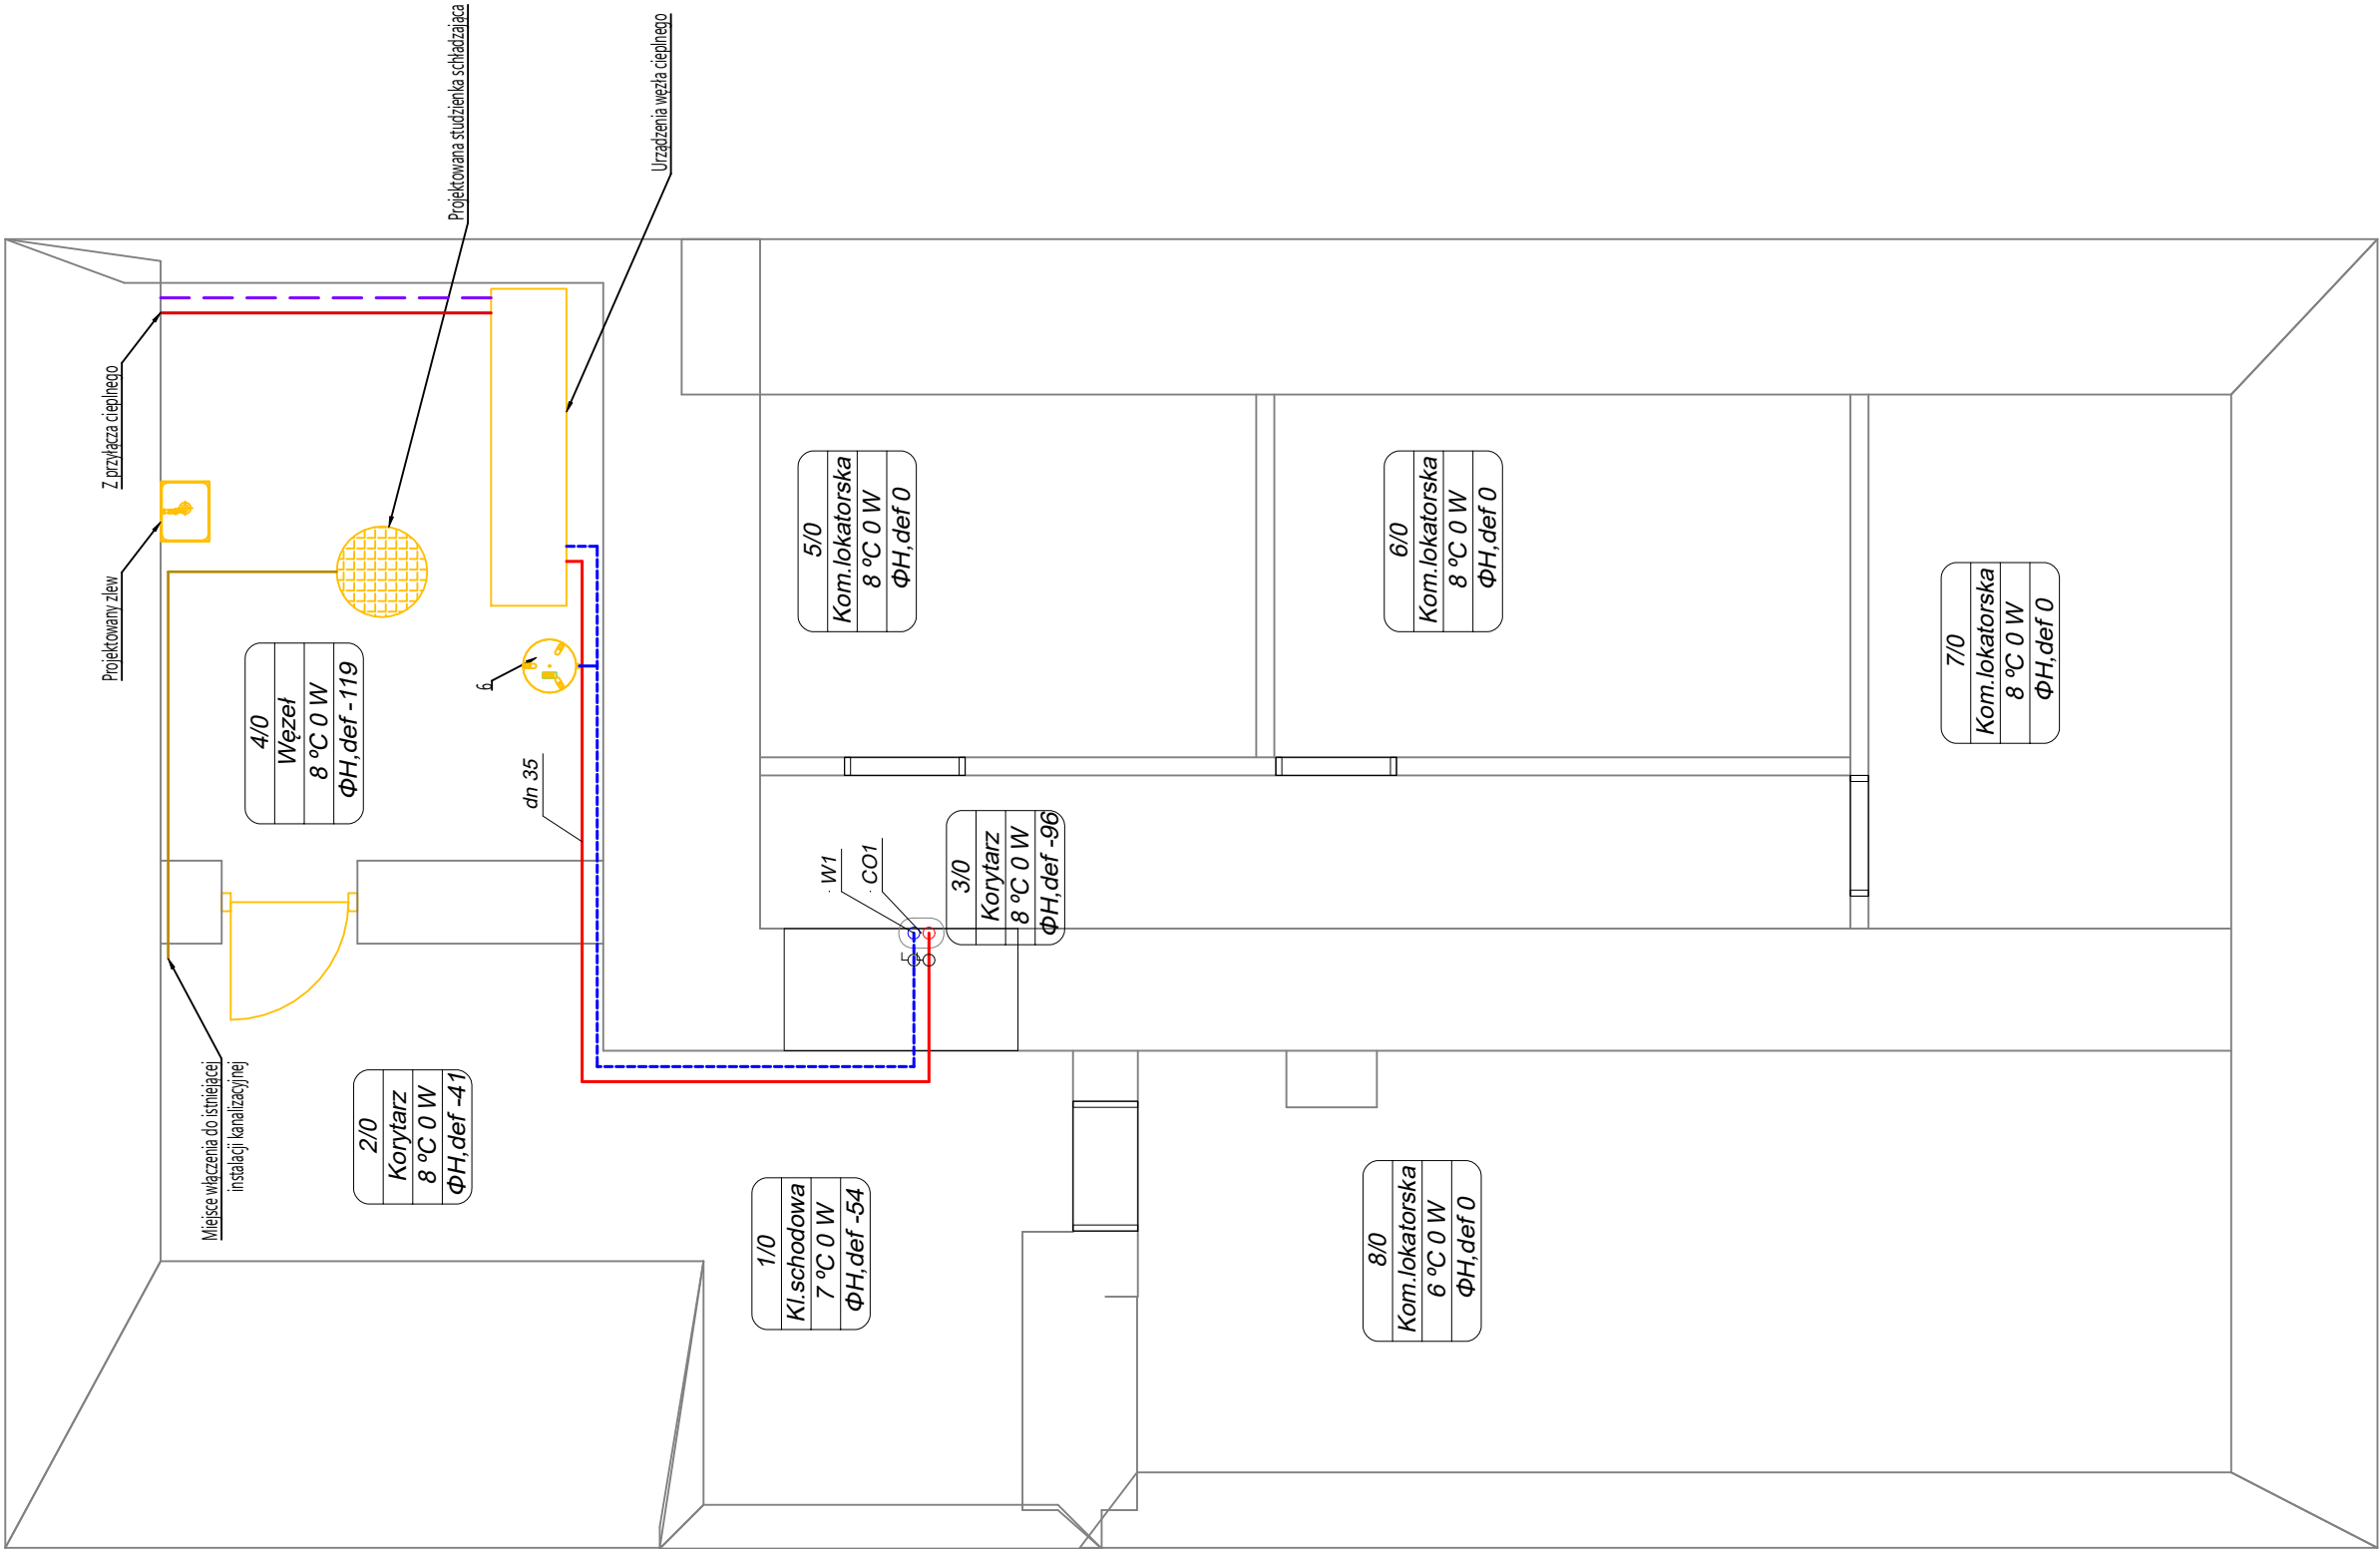 Projektowana studzienka schładzająca
Urządzenia węzła cieplnego
Z przyłącza cieplnego
Projektowany zlew
6
4/0
Węzeł
8 ºC 0 W
ΦH,def -119
dn 35
Miejsce włączenia do istniejącej
instalacji kanalizacyjnej
2/0
Korytarz
8 ºC 0 W
ΦH,def -41
1/0
Kl.schodowa
7 ºC 0 W
ΦH,def -54
W1
CO1
3/0
Korytarz
8 ºC 0 W
ΦH,def -96
5/0
Kom.lokatorska
8 ºC 0 W
ΦH,def 0
6/0
Kom.lokatorska
8 ºC 0 W
ΦH,def 0
7/0
Kom.lokatorska
8 ºC 0 W
ΦH,def 0
8/0
Kom.lokatorska
6 ºC 0 W
ΦH,def 0